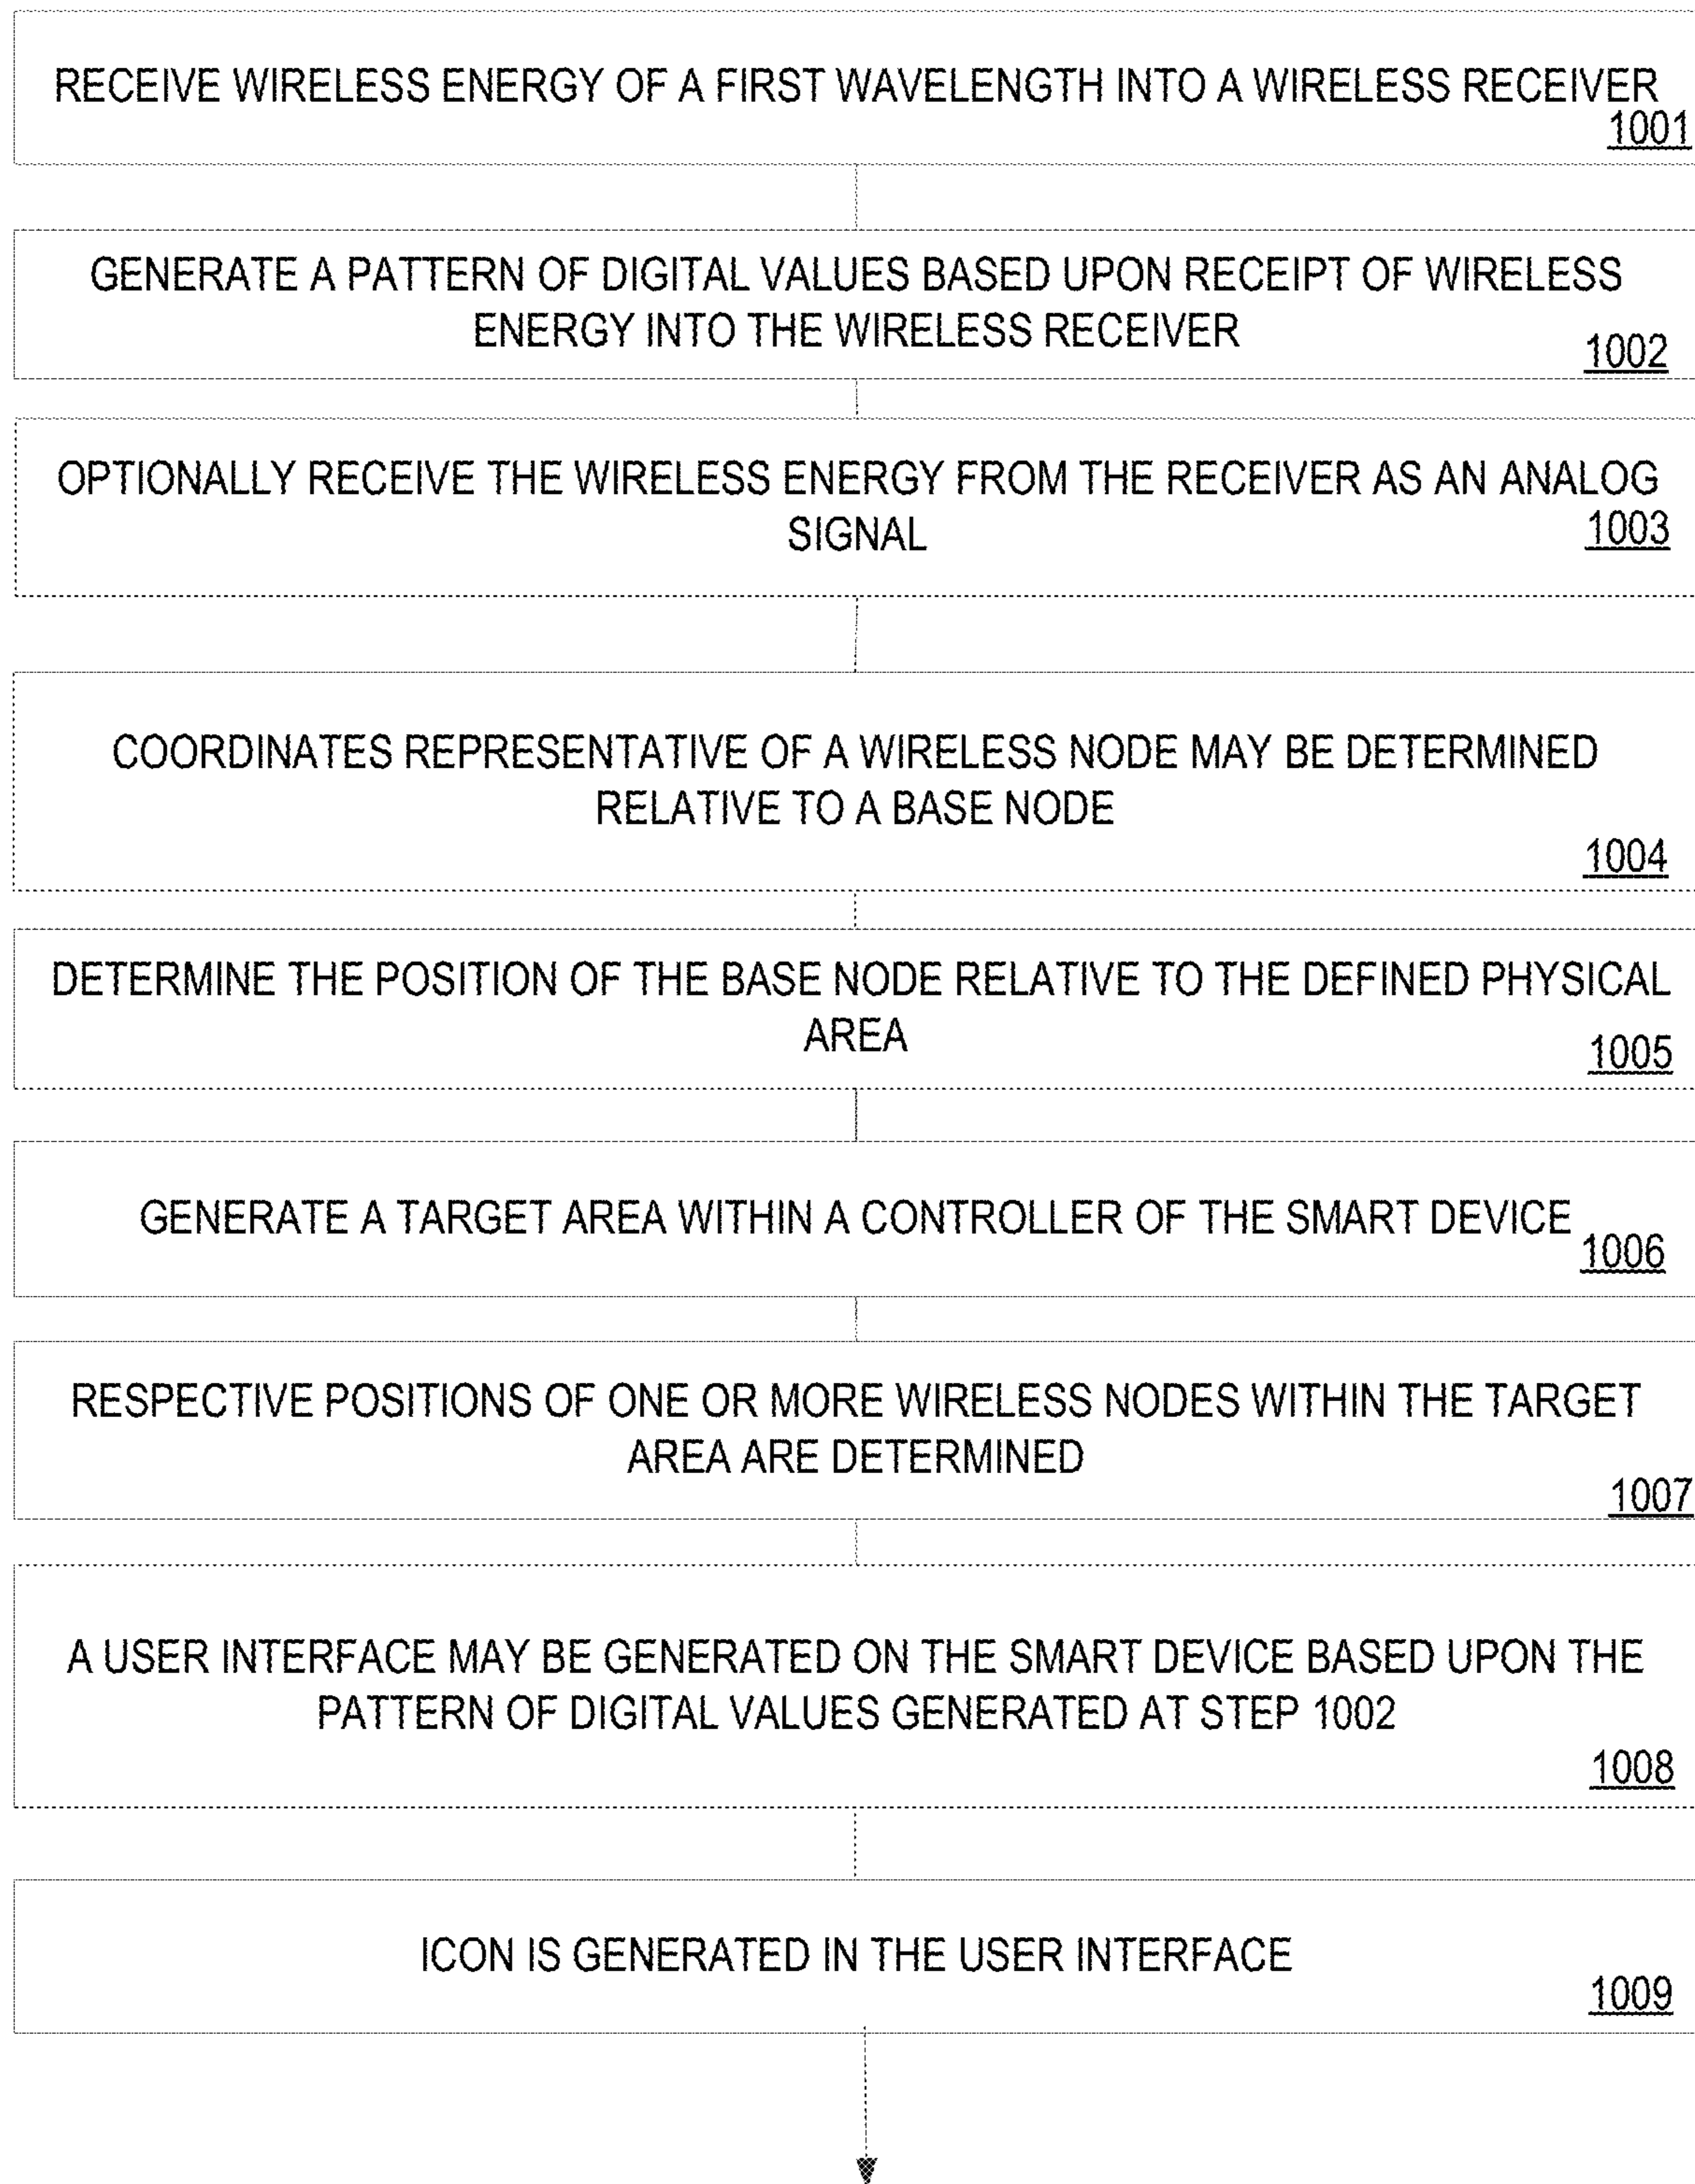 RECEIVE WIRELESS ENERGY OF A FIRST WAVELENGTH INTO A WIRELESS RECEIVER
1001
GENERATE A PATTERN OF DIGITAL VALUES BASED UPON RECEIPT OF WIRELESS
ENERGY INTO THE WIRELESS RECEIVER
1002
OPTIONALLY RECEIVE THE WIRELESS ENERGY FROM THE RECEIVER AS AN ANALOG
SIGNAL
1003
COORDINATES REPRESENTATIVE OF A WIRELESS NODE MAY BE DETERMINED
RELATIVE TO A BASE NODE
1004
DETERMINE THE POSITION OF THE BASE NODE RELATIVE TO THE DEFINED PHYSICAL
AREA
1005
GENERATE A TARGET AREA WITHIN A CONTROLLER OF THE SMART DEVICE
1006
RESPECTIVE POSITIONS OF ONE OR MORE WIRELESS NODES WITHIN THE TARGET
AREA ARE DETERMINED
1007
A USER INTERFACE MAY BE GENERATED ON THE SMART DEVICE BASED UPON THE
PATTERN OF DIGITAL VALUES GENERATED AT STEP 1002
1008
ICON IS GENERATED IN THE USER INTERFACE
1009